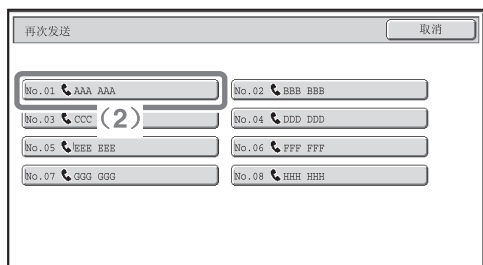 再次发送 取消
No.01 AAA AAA No.02 BBB BBB
No.03 CCC (2) No.04 DDD DDD
No.05 EEE EEE No.06 FFF FFF
No.07 GGG GGG No.08 HHH HHH